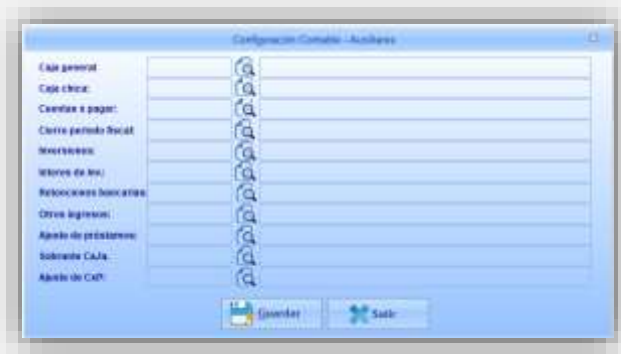 Configuración Contable - Auxiliares
Caja general:
Caja chica:
Cuentas a pagar:
Cierre periodo fiscal:
Inversiones:
Interes de Inv.:
Retenciones bancarias:
Otros ingresos:
Ajuste de préstamos:
Sobrante CaJa:
Ajuste de CxP:
Guardar
Salir